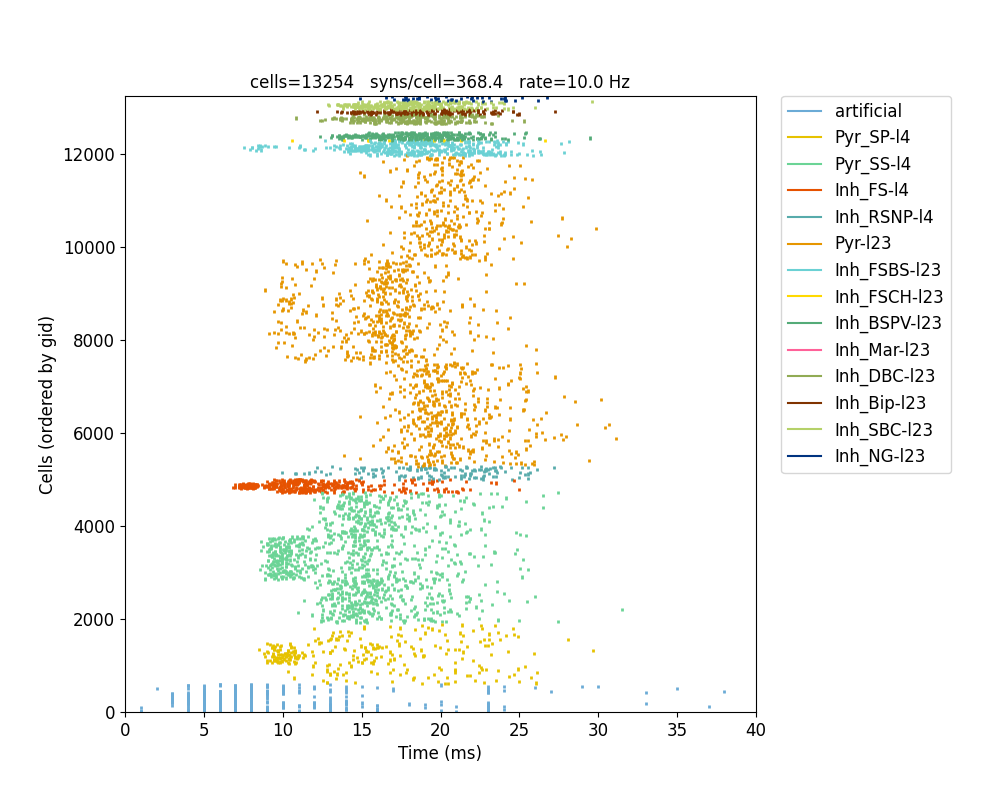 cells=13254   syns/cell=368.4   rate=10.0 Hz
12000
10000
8000
6000
4000
2000
0
Cells (ordered by gid)
0 5 10 15 20 25 30 35 40
Time (ms)
artificial
Pyr_SP-l4
Pyr_SS-l4
Inh_FS-l4
Inh_RSNP-l4
Pyr-l23
Inh_FSBS-l23
Inh_FSCH-l23
Inh_BSPV-l23
Inh_Mar-l23
Inh_DBC-l23
Inh_Bip-l23
Inh_SBC-l23
Inh_NG-l23